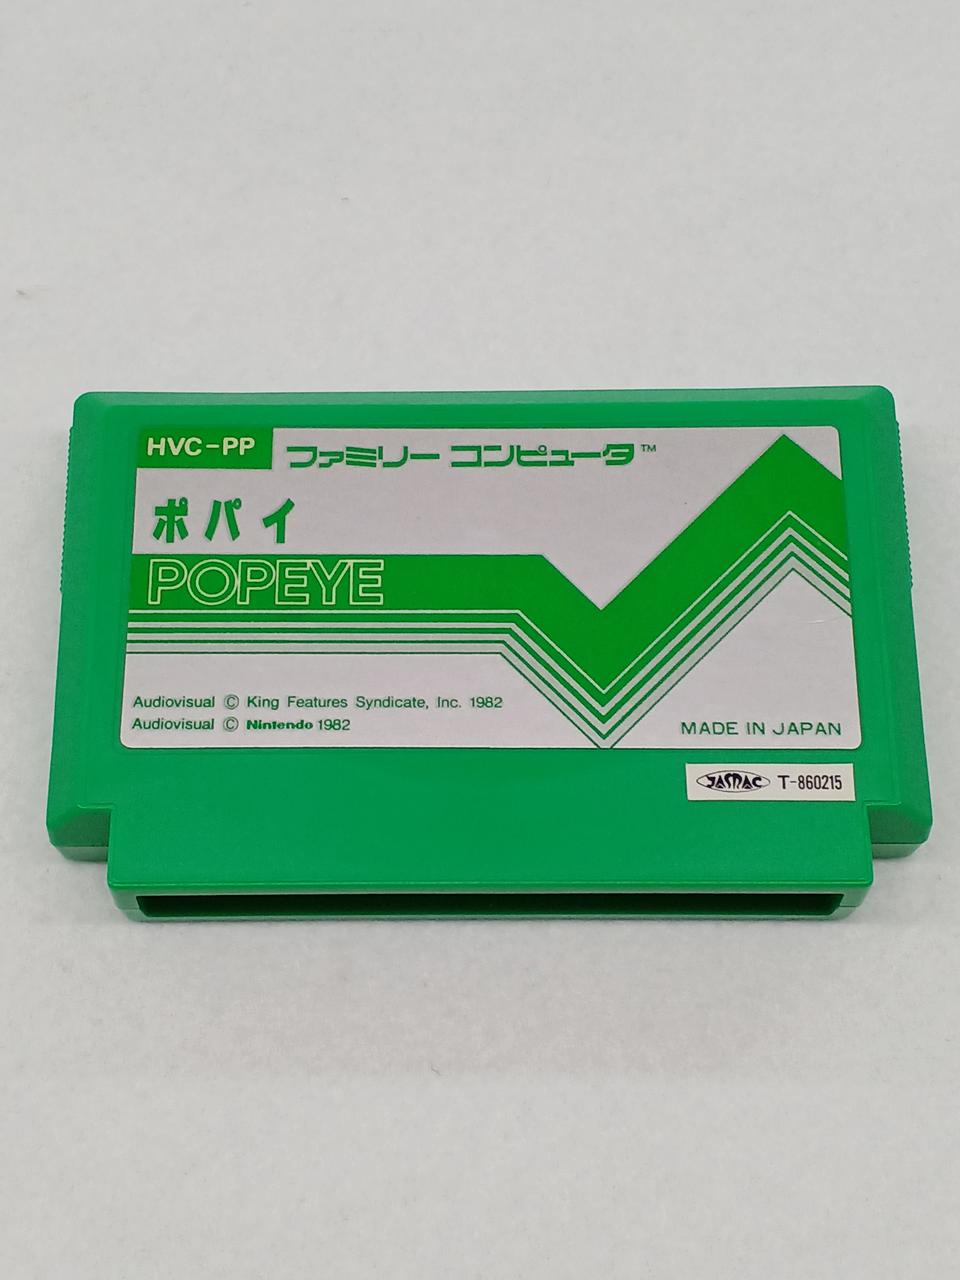 HVC-PP
ファミリー コンピュータ™
ポパイ
POPEYE
Audiovisual © King Features Syndicate, Inc. 1982
Audiovisual © Nintendo 1982
MADE IN JAPAN
JASRAC T-860215